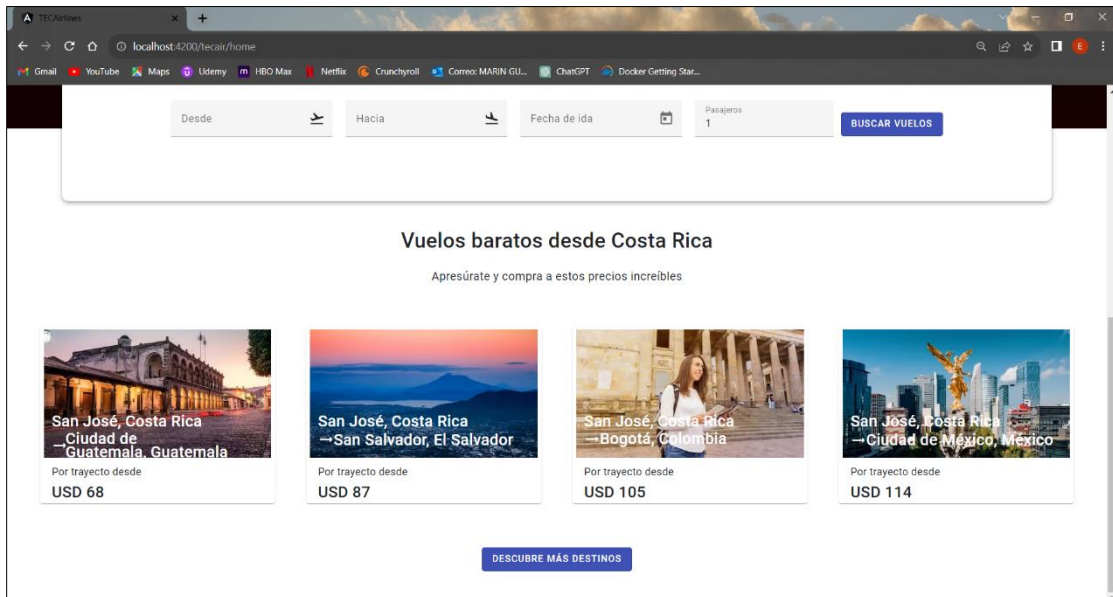 TECAirlines
localhost:4200/tecair/home
Gmail YouTube Maps Udemy HBO Max Netflix Crunchyroll Correo: MARIN GU... ChatGPT Docker Getting Star...
E
Desde Hacia Fecha de ida Pasajeros
1
BUSCAR VUELOS
Vuelos baratos desde Costa Rica
Apresúrate y compra a estos precios increíbles
San José, Costa Rica
→Ciudad de
Guatemala, Guatemala
Por trayecto desde
USD 68
San José, Costa Rica
→San Salvador, El Salvador
Por trayecto desde
USD 87
San José, Costa Rica
→Bogotá, Colombia
Por trayecto desde
USD 105
San José, Costa Rica
→Ciudad de México, México
Por trayecto desde
USD 114
DESCUBRE MÁS DESTINOS